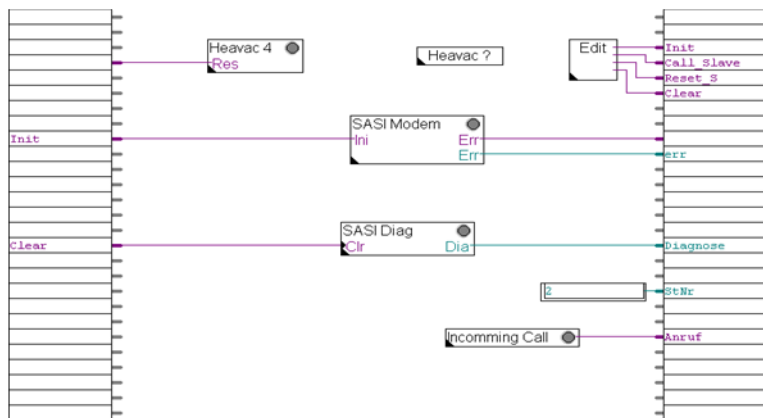 Heavac 4
Res
Heavac ?
Edit
Init
Call_Slave
Reset_S
Clear
SASI Modem
Init
Ini
Err
Err
err
SASI Diag
Clear
Clr
Dia
Diagnose
2
StNr
Incomming Call
Anruf